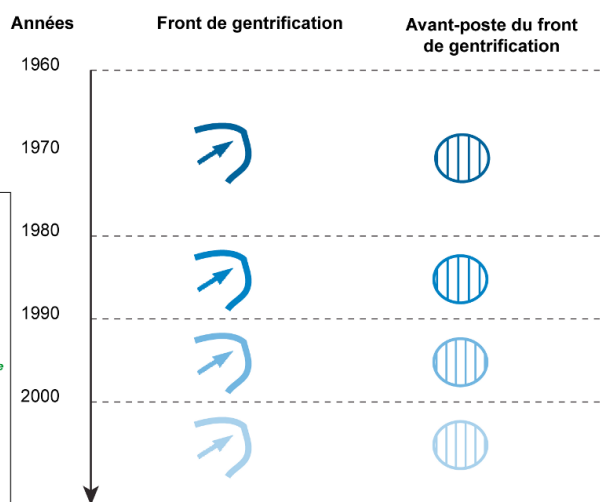 Années
Front de gentrification
Avant-poste du front
de gentrification
1960
1970
1980
1990
e
2000